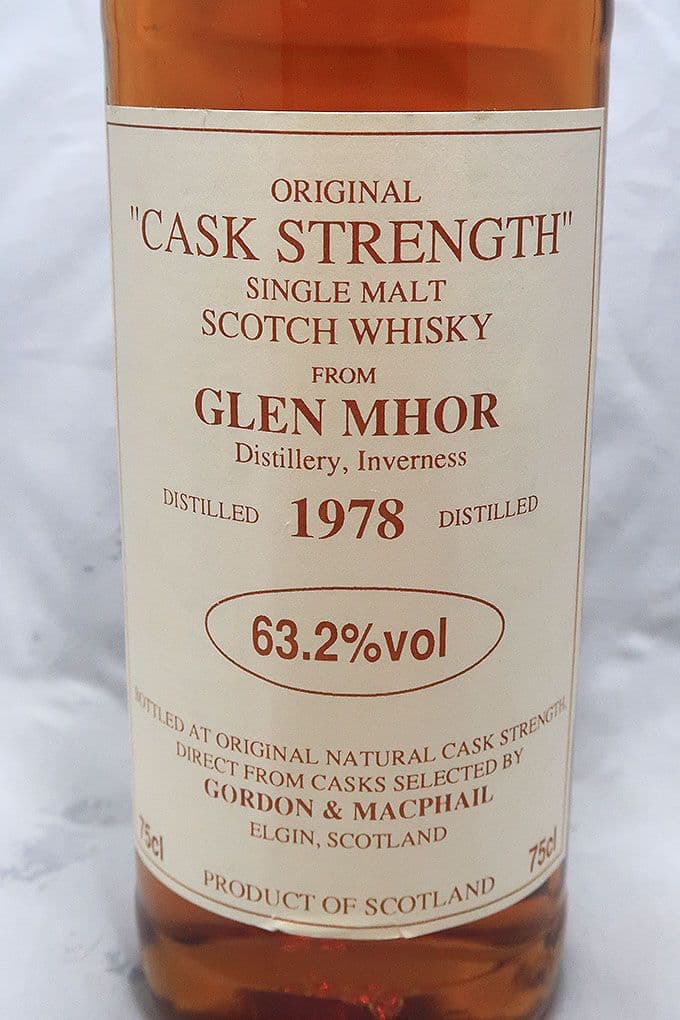 ORIGINAL
"CASK STRENGTH"
SINGLE MALT
SCOTCH WHISKY
FROM
GLEN MHOR
Distillery, Inverness
DISTILLED 1978 DISTILLED
63.2%vol
BOTTLED AT ORIGINAL NATURAL CASK STRENGTH,
DIRECT FROM CASKS SELECTED BY
GORDON & MACPHAIL
ELGIN, SCOTLAND
75cl 75cl
PRODUCT OF SCOTLAND